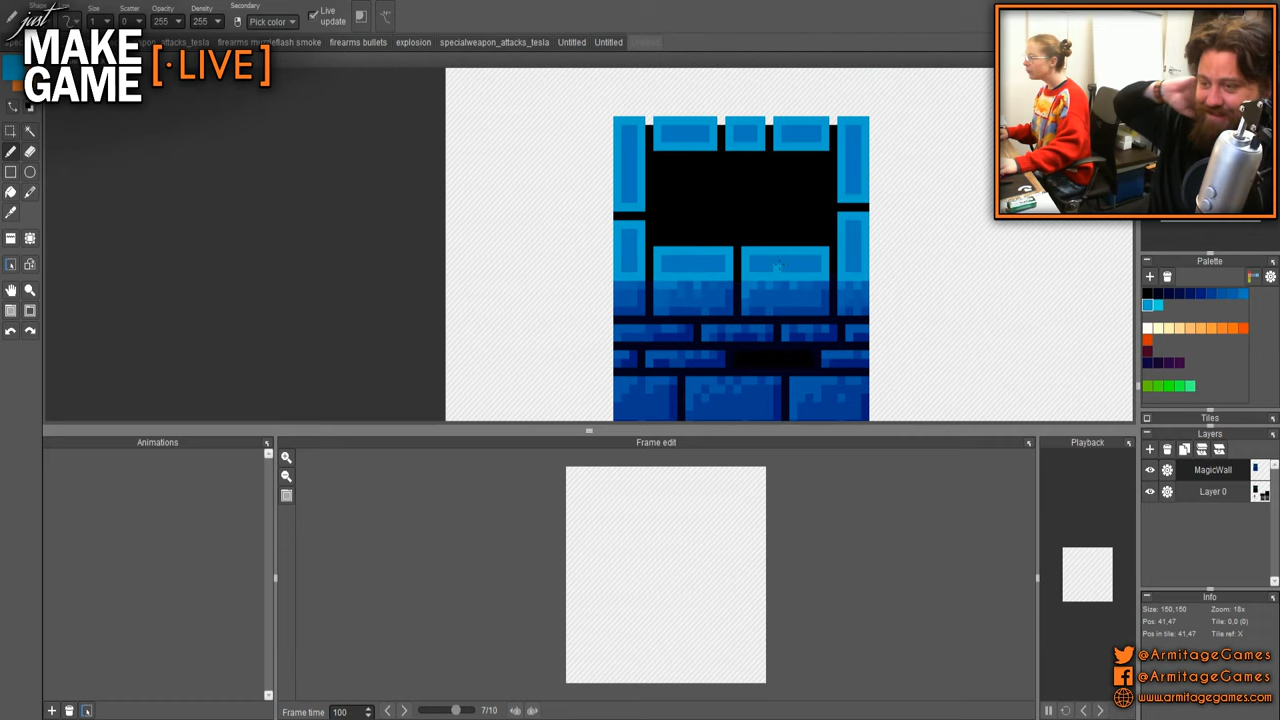 Size Scatter Opacity Density Secondary
1 0 255 255 Pick color Live update
just MAKE GAME [·LIVE]
attacks_tesla firearms muzzleflash smoke firearms bullets explosion specialweapon_attacks_tesla Untitled Untitled
Palette
Tiles
Layers
MagicWall
Layer 0
Animations Frame edit Playback
Info
Size: 150,150 Zoom: 18x
Pos: 41,47 Tile: 0,0 (0)
Pos in tile: 41,47 Tile ref: X
@ArmitageGames
@ArmitageGames
www.armitagegames.com
Frame time 100 7/10